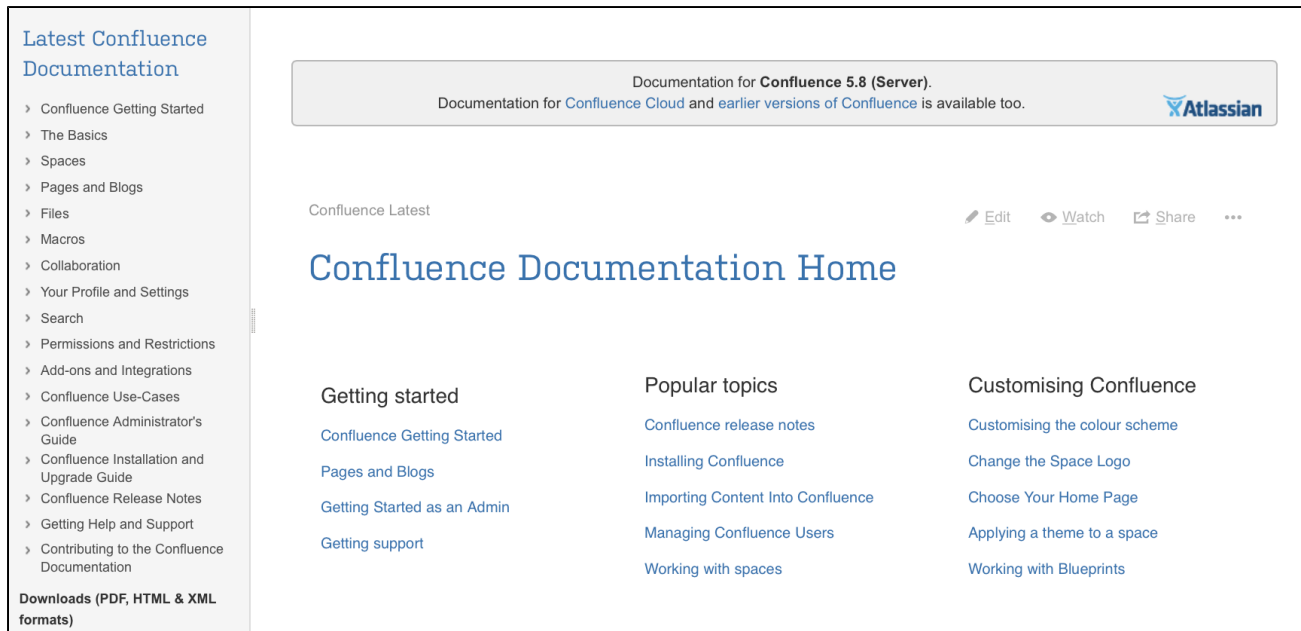 Latest Confluence
Documentation
Confluence Getting Started
The Basics
Spaces
Pages and Blogs
Files
Macros
Collaboration
Your Profile and Settings
Search
Permissions and Restrictions
Add-ons and Integrations
Confluence Use-Cases
Confluence Administrator's
Guide
Confluence Installation and
Upgrade Guide
Confluence Release Notes
Getting Help and Support
Contributing to the Confluence
Documentation
Downloads (PDF, HTML & XML
formats)
Documentation for Confluence 5.8 (Server).
Documentation for Confluence Cloud and earlier versions of Confluence is available too.
Atlassian
Confluence Latest
Edit Watch Share •••
Confluence Documentation Home
Getting started
Confluence Getting Started
Pages and Blogs
Getting Started as an Admin
Getting support
Popular topics
Confluence release notes
Installing Confluence
Importing Content Into Confluence
Managing Confluence Users
Working with spaces
Customising Confluence
Customising the colour scheme
Change the Space Logo
Choose Your Home Page
Applying a theme to a space
Working with Blueprints